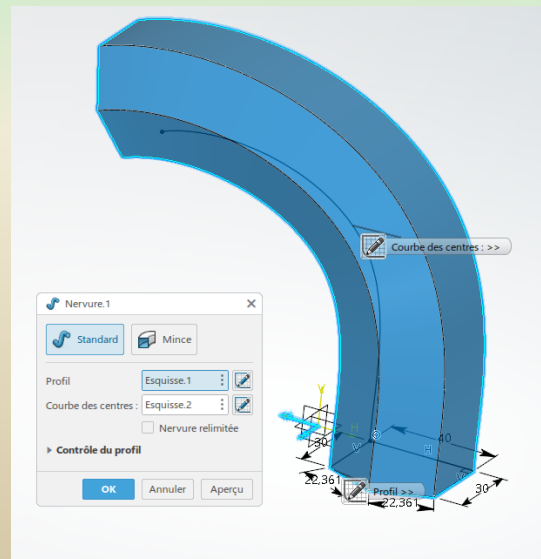 Courbe des centres : >>
Nervure.1
Standard
Mince
Profil
Esquisse.1
Courbe des centres :
Esquisse.2
Nervure relimitée
Contrôle du profil
OK
Annuler
Aperçu
Y
H
V
30
40
H
22,361
Profil >>
22,361
30